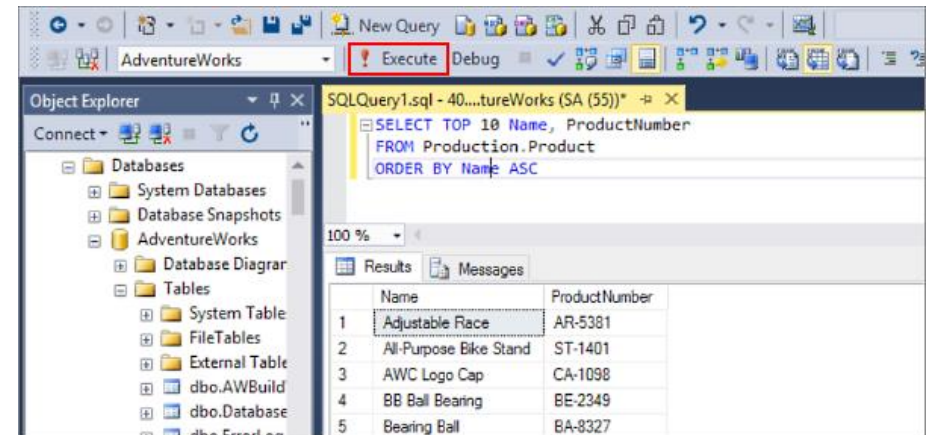 New Query
AdventureWorks
Execute Debug
Object Explorer
SQLQuery1.sql - 40....tureWorks (SA (55))*
Connect
SELECT TOP 10 Name, ProductNumber
FROM Production.Product
ORDER BY Name ASC
Databases
System Databases
Database Snapshots
AdventureWorks
Database Diagrar
Tables
System Table
FileTables
External Table
dbo.AWBuild
dbo.Database
100 %
Results Messages
Name ProductNumber
1 Adjustable Race AR-5381
2 All-Purpose Bike Stand ST-1401
3 AWC Logo Cap CA-1098
4 BB Ball Bearing BE-2349
5 Bearing Ball BA-8327